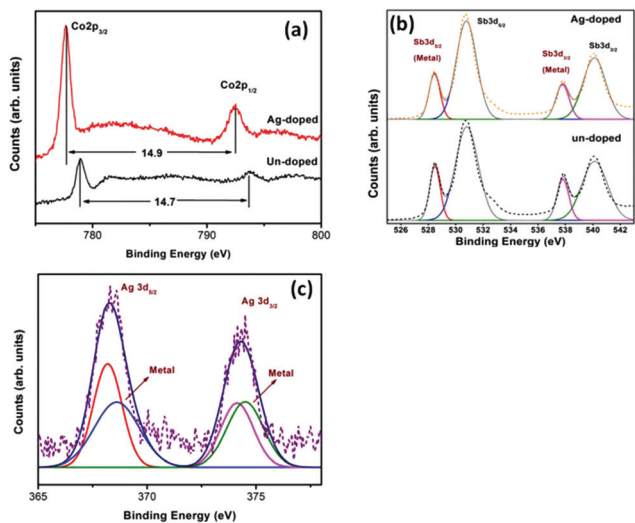 (a)
Co2p3/2
Co2p1/2
Ag-doped
14.9
Un-doped
14.7
780
790
800
Binding Energy (eV)
Counts (arb. units)
(b)
Ag-doped
Sb3d5/2
(Metal)
Sb3d5/2
Sb3d3/2
(Metal)
Sb3d3/2
un-doped
526 528 530 532 534 536 538 540 542
Binding Energy (eV)
Counts (arb. units)
(c)
Ag 3d5/2
Ag 3d3/2
Metal
Metal
365
370
375
Binding Energy (eV)
Counts (arb. units)